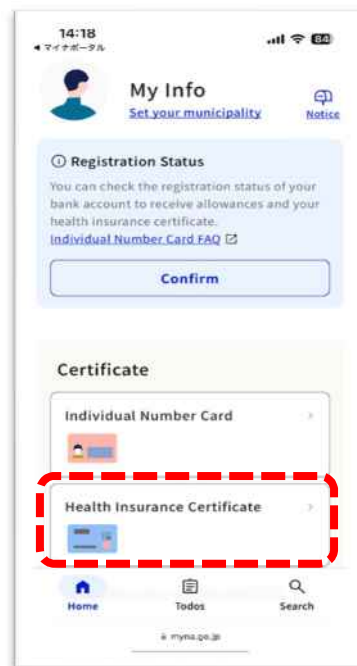 14:18
84
◀ マイナポータル
My Info
Set your municipality
Notice
Registration Status
You can check the registration status of your
bank account to receive allowances and your
health insurance certificate.
Individual Number Card FAQ
Confirm
Certificate
Individual Number Card
Health Insurance Certificate
Home
Todos
Search
myna.go.jp